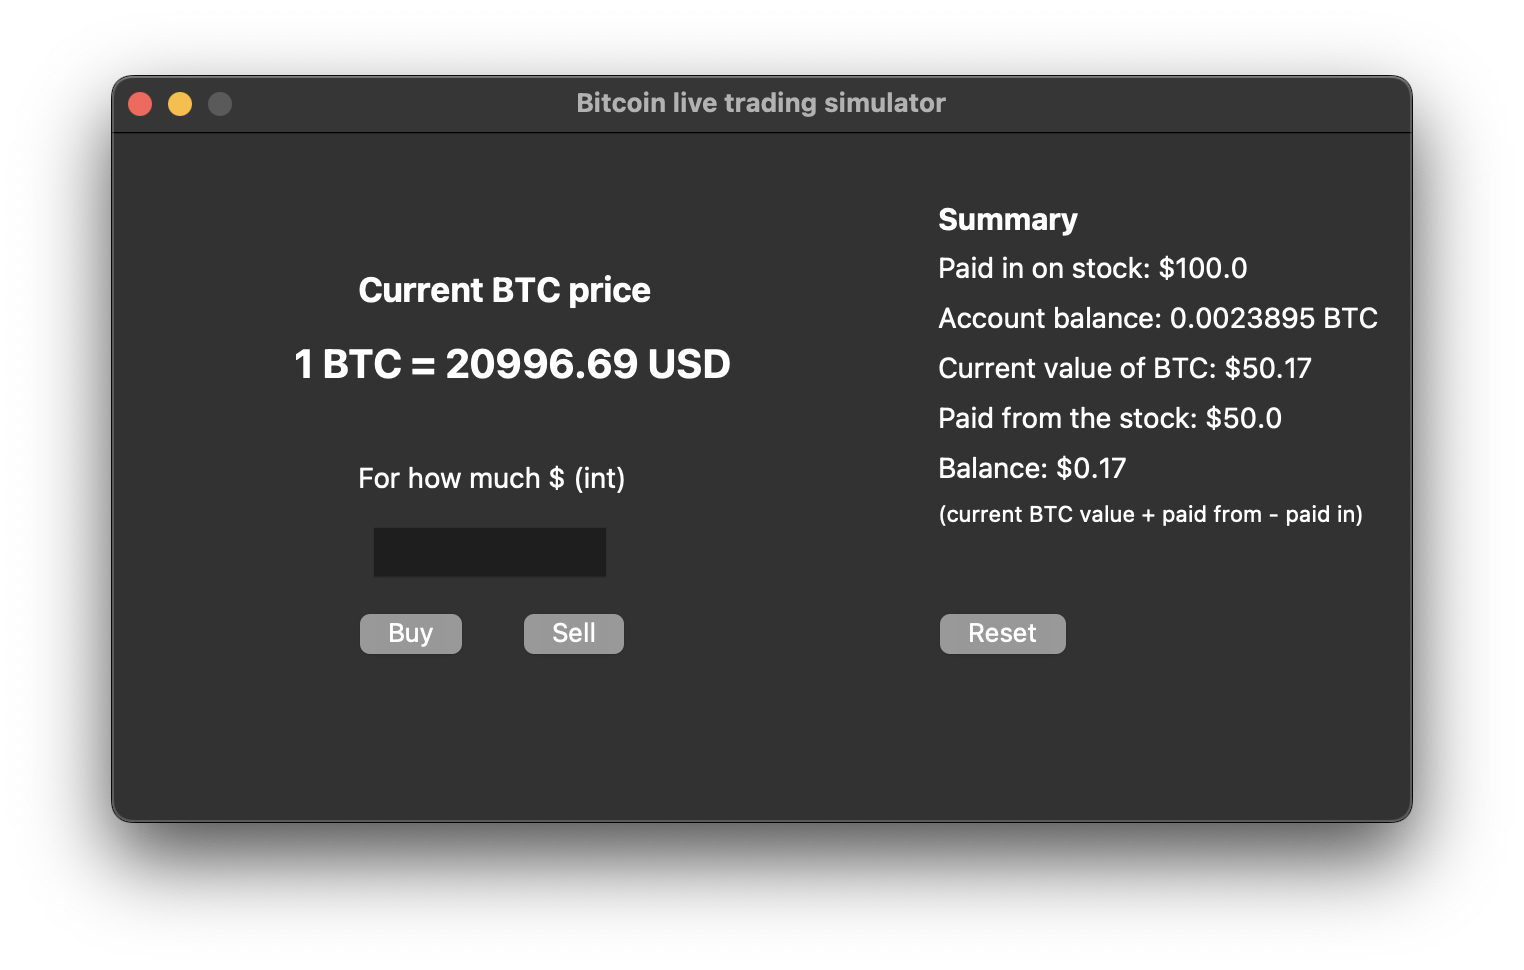 Bitcoin live trading simulator
Current BTC price
1 BTC = 20996.69 USD
For how much $ (int)
Buy
Sell
Summary
Paid in on stock: $100.0
Account balance: 0.0023895 BTC
Current value of BTC: $50.17
Paid from the stock: $50.0
Balance: $0.17
(current BTC value + paid from - paid in)
Reset